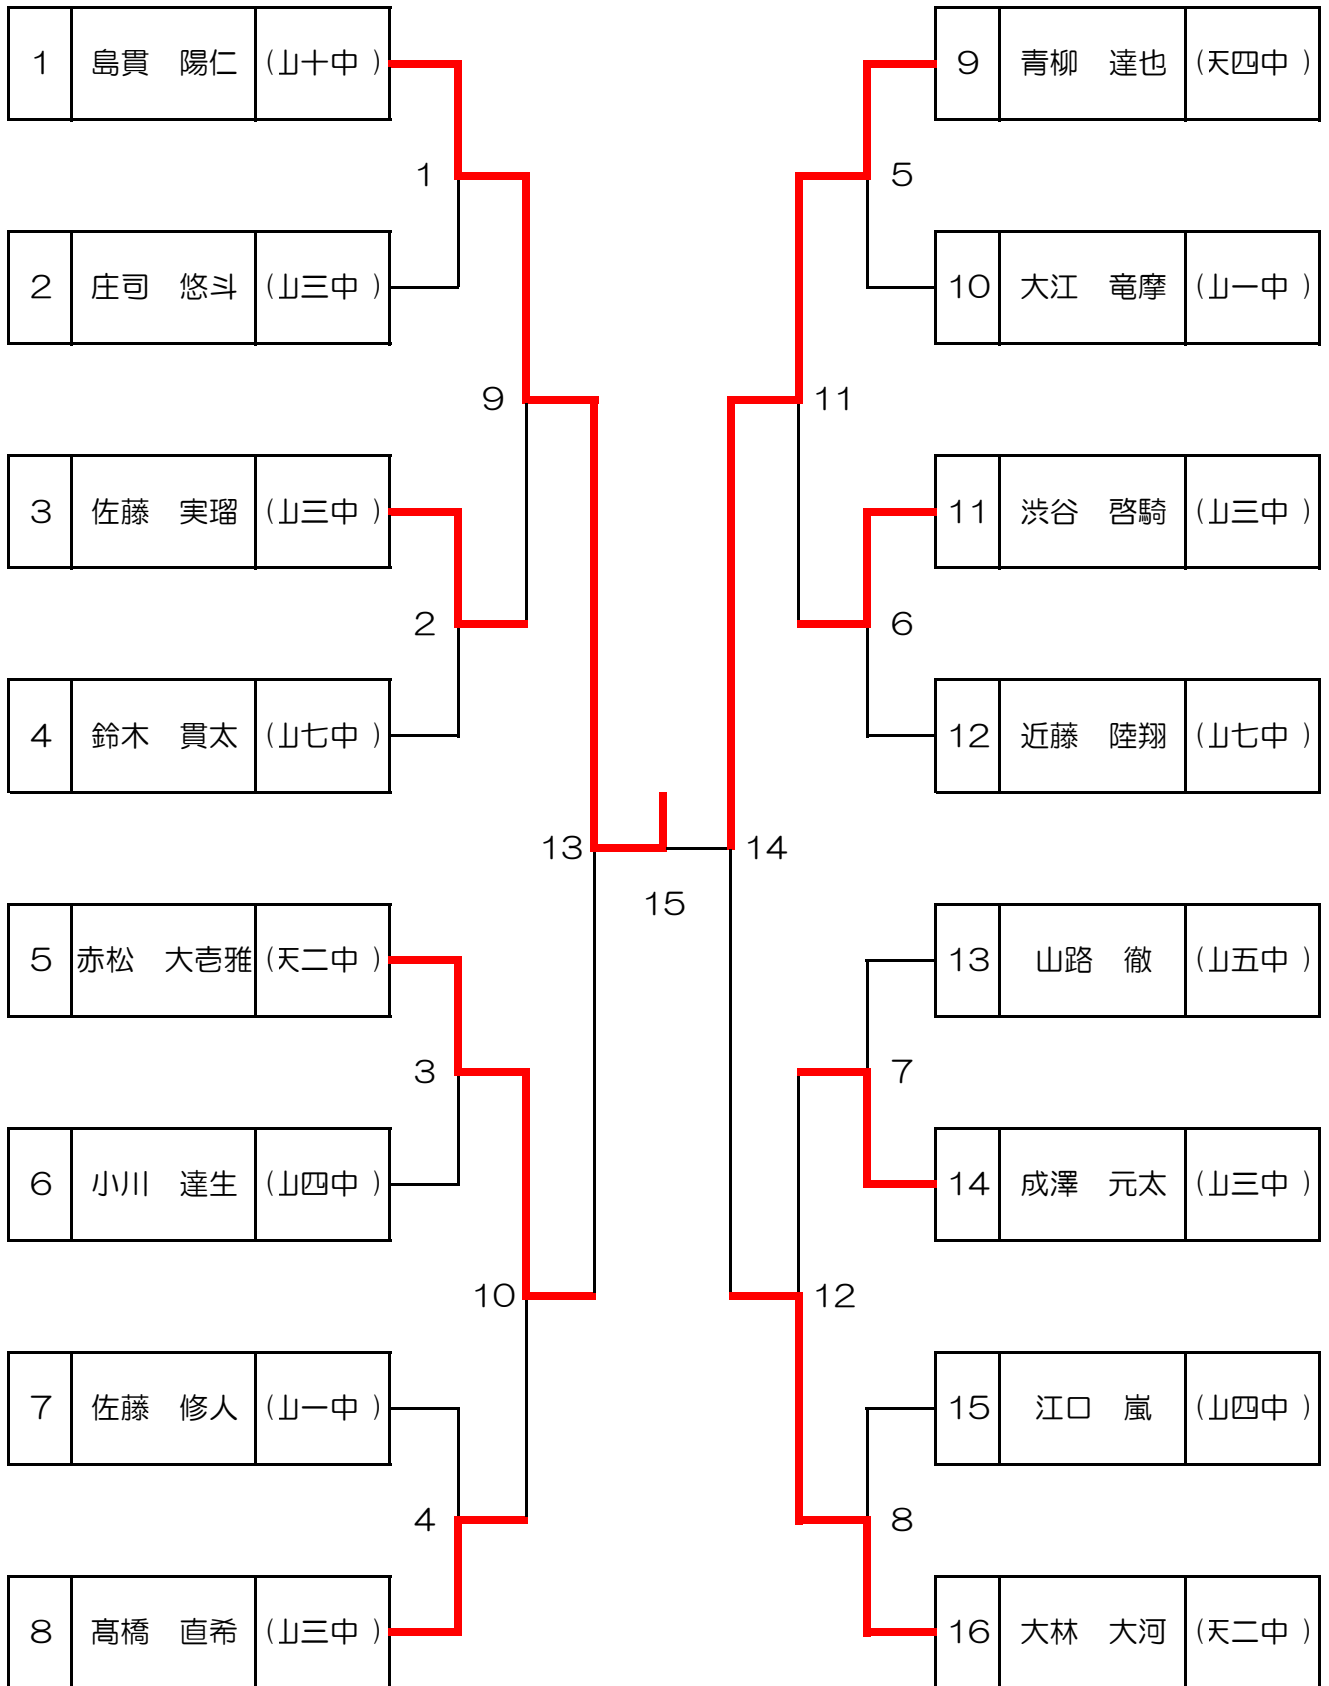 1 島貫 陽仁 (山十中)
9 青柳 達也 (天四中)
1
5
2 庄司 悠斗 (山三中)
10 大江 竜摩 (山一中)
9
11
3 佐藤 実瑠 (山三中)
11 渋谷 啓騎 (山三中)
2
6
4 鈴木 貫太 (山七中)
12 近藤 陸翔 (山七中)
13
14
15
5 赤松 大壱雅 (天二中)
13 山路 徹 (山五中)
3
7
6 小川 達生 (山四中)
14 成澤 元太 (山三中)
10
12
7 佐藤 修人 (山一中)
15 江口 嵐 (山四中)
4
8
8 髙橋 直希 (山三中)
16 大林 大河 (天二中)